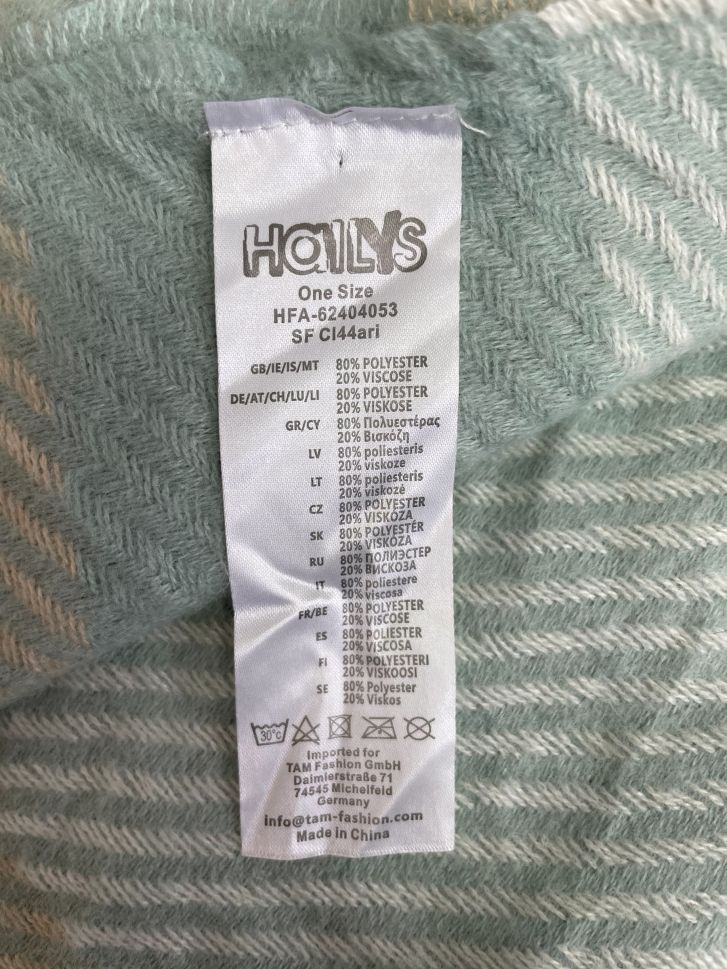 HaILYS
One Size
HFA-62404053
SF Cl44ari
GB/IE/IS/MT 80% POLYESTER
20% VISCOSE
DE/AT/CH/LU/LI 80% POLYESTER
20% VISKOSE
GR/CY 80% Πολυεστέρας
20% Βισκόζη
LV 80% poliesteris
20% viskoze
LT 80% poliesteris
20% viskozė
CZ 80% POLYESTER
20% VISKÓZA
SK 80% POLYESTÉR
20% VISKÓZA
RU 80% ПОЛИЭСТЕР
20% ВИСКОЗА
IT 80% poliestere
20% viscosa
FR/BE 80% POLYESTER
20% VISCOSE
ES 80% POLIESTER
20% VISCOSA
FI 80% POLYESTERI
20% VISKOOSI
SE 80% Polyester
20% Viskos
30°c
Imported for
TAM Fashion GmbH
Daimlerstraße 71
74545 Michelfeld
Germany
info@tam-fashion.com
Made in China